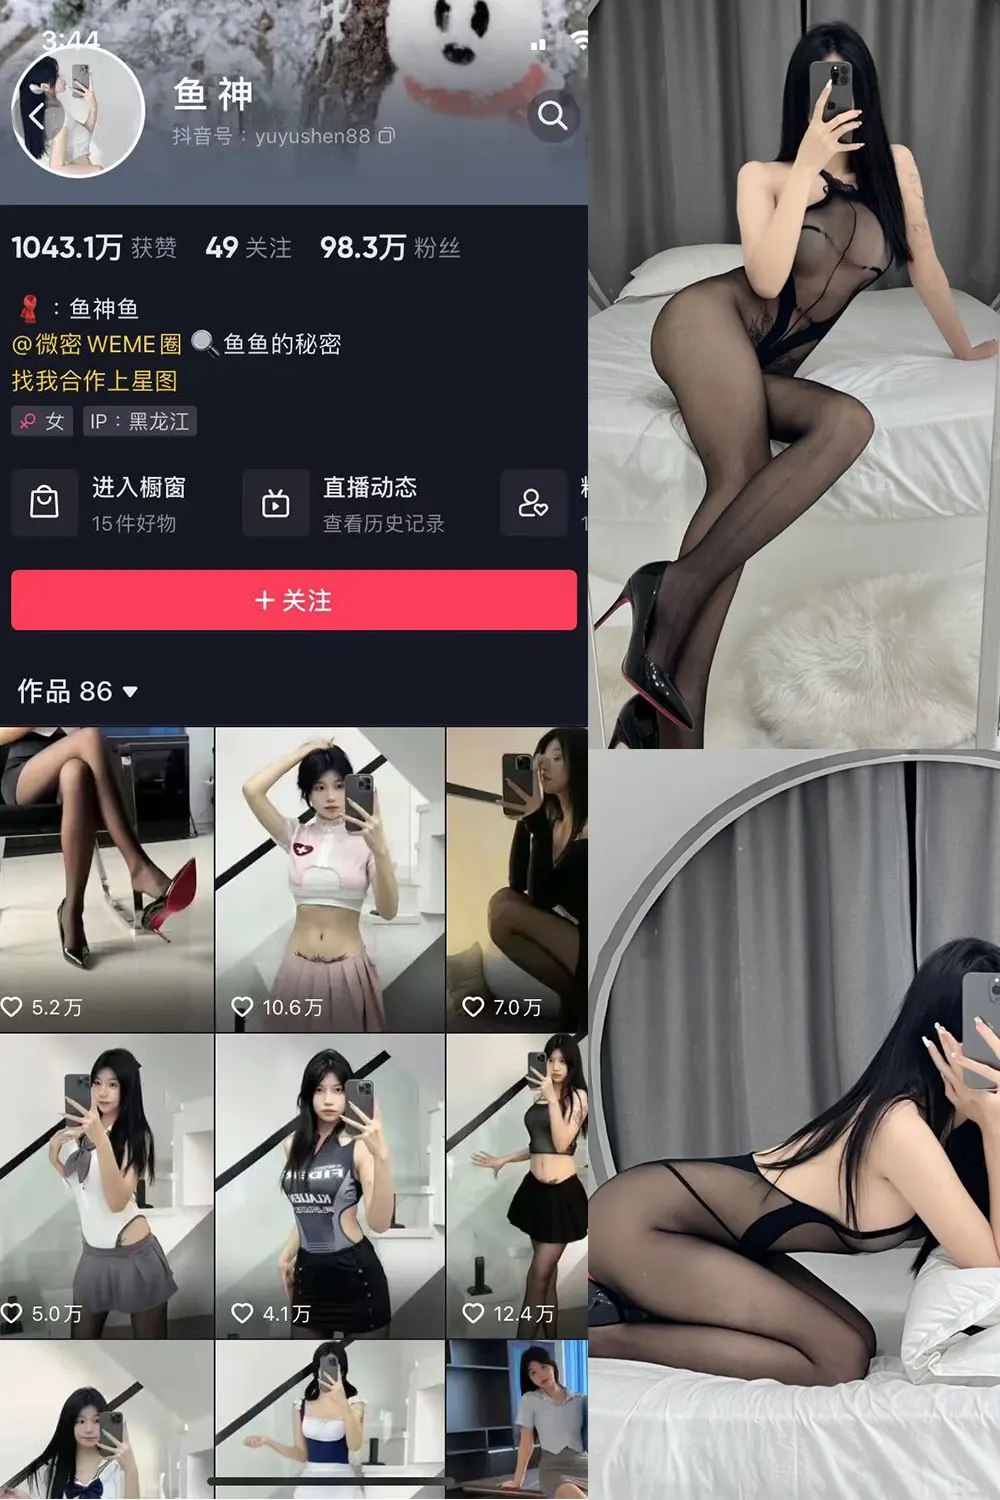 3:44
鱼神
抖音号：yuyushen88
1043.1万 获赞 49 关注 98.3万 粉丝
：鱼神鱼
@微密 WEME圈 鱼鱼的秘密
找我合作上星图
女 IP：黑龙江
进入橱窗
15件好物
直播动态
查看历史记录
+ 关注
作品 86
5.2万
10.6万
7.0万
5.0万
4.1万
12.4万